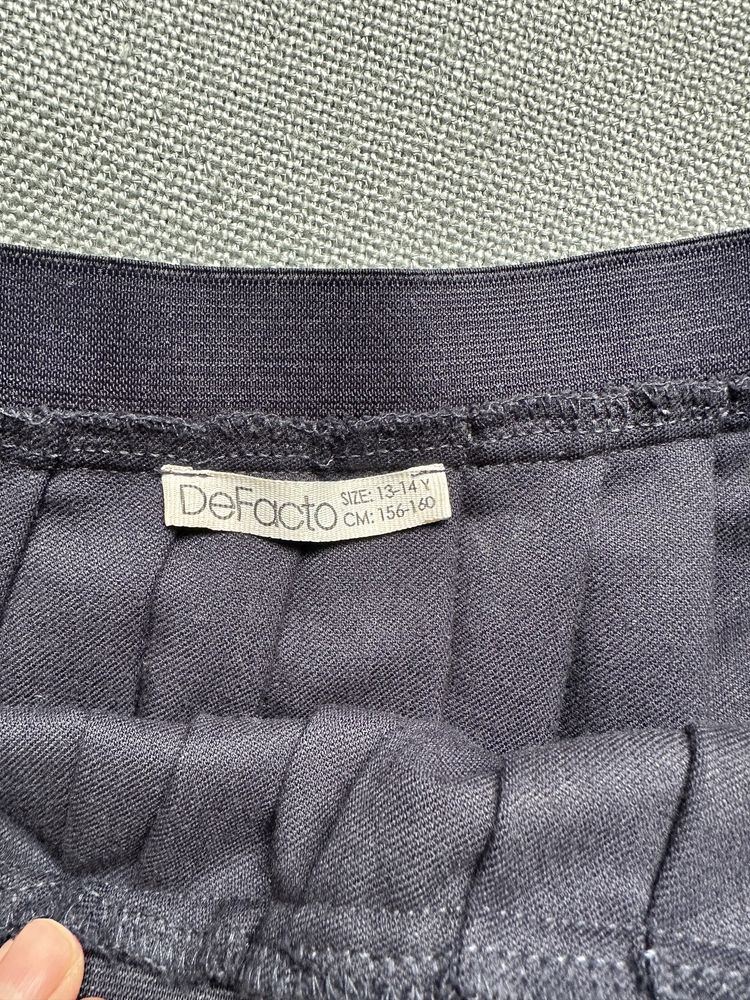 DeFacto
SIZE: 13-14 Y
CM: 156-160